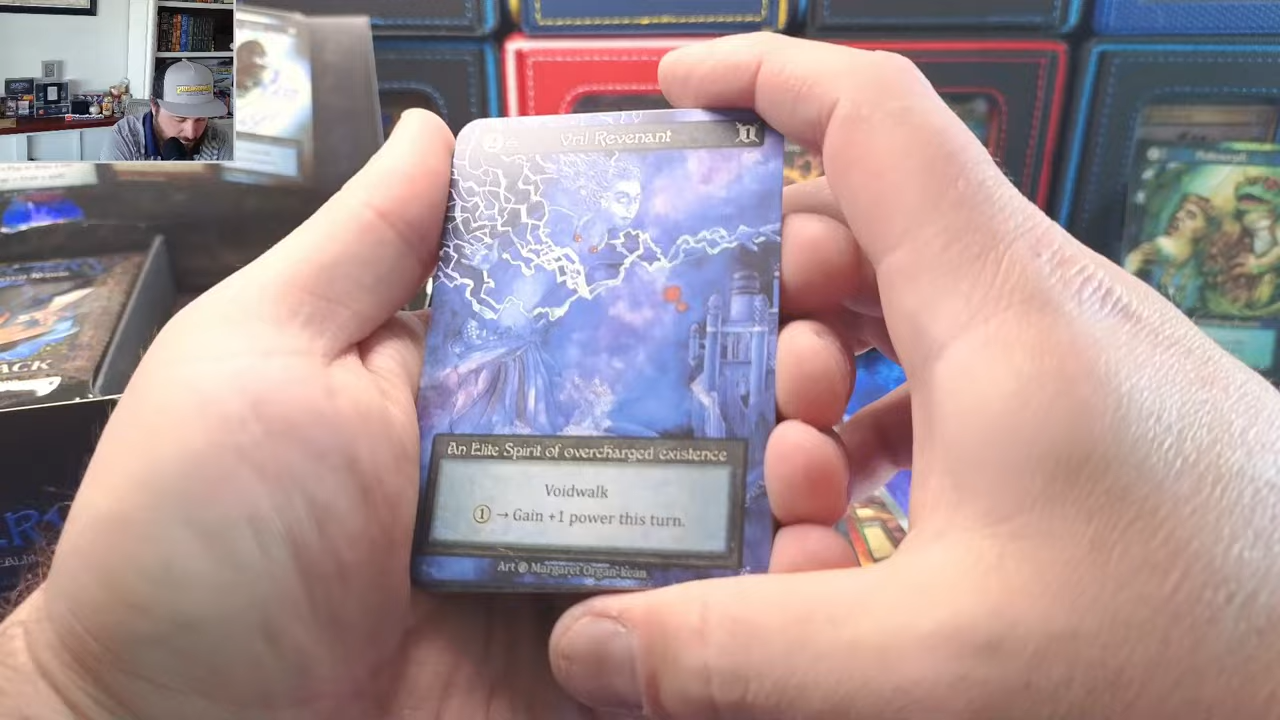 Vril Revenant
1
An Elite Spirit of overcharged existence
Voidwalk
① → Gain +1 power this turn.
Art @ Margaret Organ-Kean
ACK